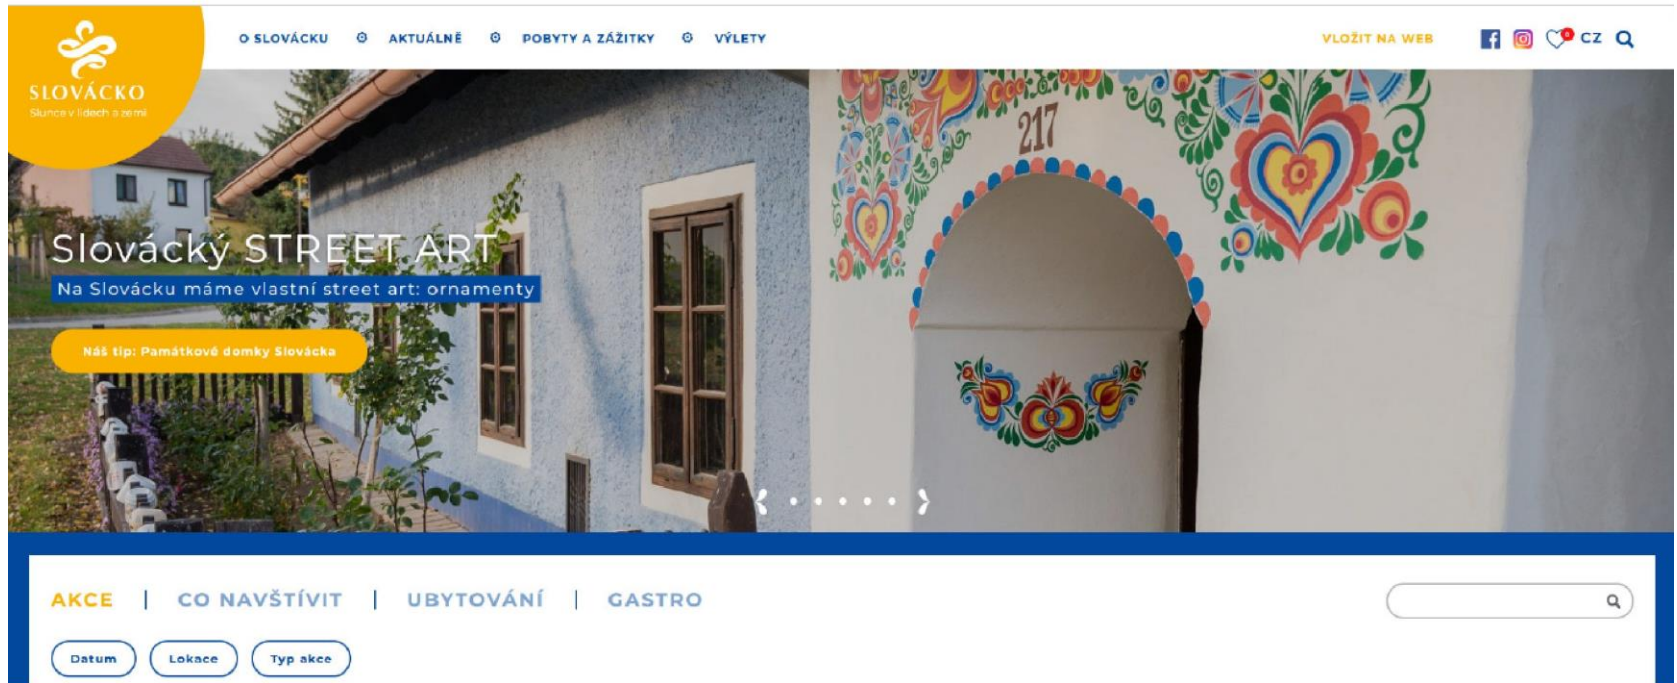 SLOVÁCKO
Slunce v lidech a zemi
O SLOVÁCKU
AKTUÁLNĚ
POBYTY A ZÁŽITKY
VÝLETY
VLOŽIT NA WEB
0
CZ
217
Slovácký STREET ART
Na Slovácku máme vlastní street art: ornamenty
Náš tip: Památkové domky Slovácka
AKCE | CO NAVŠTÍVIT | UBYTOVÁNÍ | GASTRO
Datum
Lokace
Typ akce